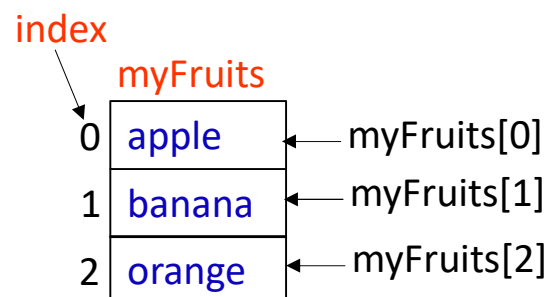 index
myFruits
0 apple myFruits[0]
1 banana myFruits[1]
2 orange myFruits[2]